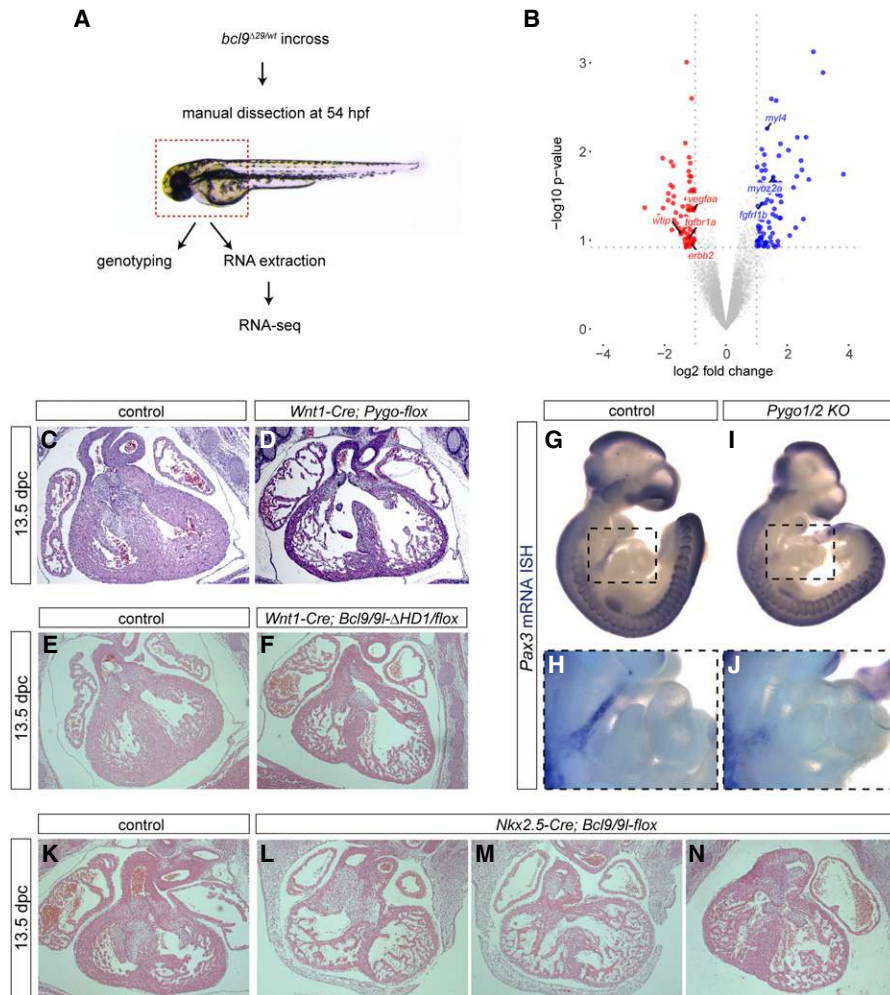 A
bcl9Δ29/wt incross
manual dissection at 54 hpf
genotyping
RNA extraction
RNA-seq
B
−log10 p-value
3
2
1
0
myl4
myoz2a
fgfrl1b
vegfaa
tgfbr1a
wtip
erbb2
−4
−2
0
2
4
log2 fold change
control
Wnt1-Cre; Pygo-flox
13.5 dpc
C
D
Wnt1-Cre; Bcl9/9l-ΔHD1/flox
13.5 dpc
E
F
control
Pygo1/2 KO
Pax3 mRNA ISH
G
I
H
J
control
Nkx2.5-Cre; Bcl9/9l-flox
13.5 dpc
K
L
M
N